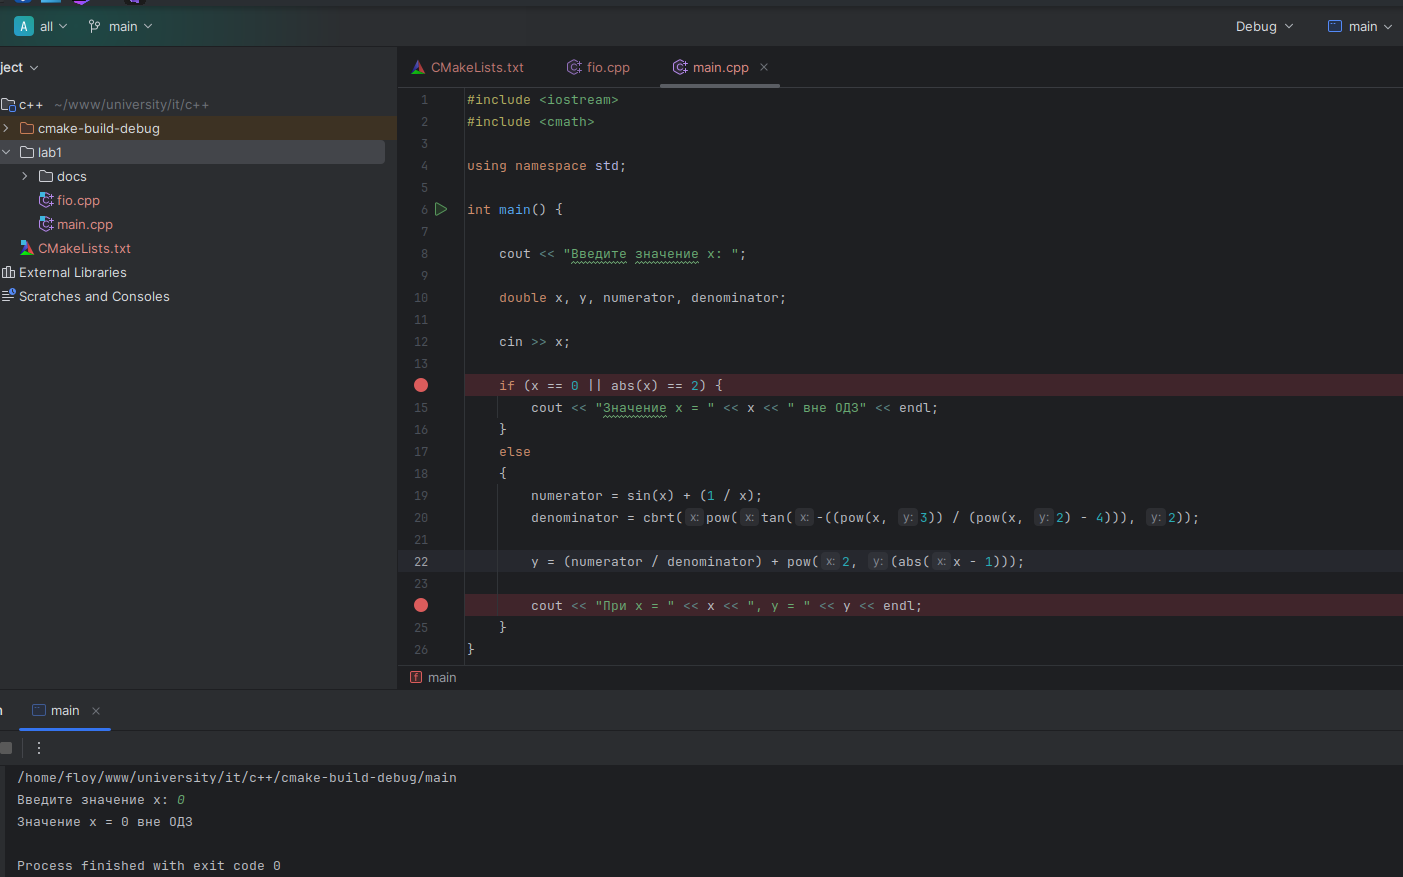 A all main Debug main
ject
c++ ~/www/university/it/c++
cmake-build-debug
lab1
docs
fio.cpp
main.cpp
CMakeLists.txt
External Libraries
Scratches and Consoles
CMakeLists.txt fio.cpp main.cpp
1 #include <iostream>
2 #include <cmath>
3
4 using namespace std;
5
6 int main() {
7
8 cout << "Введите значение x: ";
9
10 double x, y, numerator, denominator;
11
12 cin >> x;
13
if (x == 0 || abs(x) == 2) {
15 cout << "Значение x = " << x << " вне ОДЗ" << endl;
16 }
17 else
18 {
19 numerator = sin(x) + (1 / x);
20 denominator = cbrt(x: pow(x: tan(x: -((pow(x, y: 3)) / (pow(x, y: 2) - 4))), y: 2));
21
22 y = (numerator / denominator) + pow(x: 2, y: (abs(x: x - 1)));
23
cout << "При x = " << x << ", y = " << y << endl;
25 }
26 }
f main
main
/home/floy/www/university/it/c++/cmake-build-debug/main
Введите значение x: 0
Значение x = 0 вне ОДЗ
Process finished with exit code 0